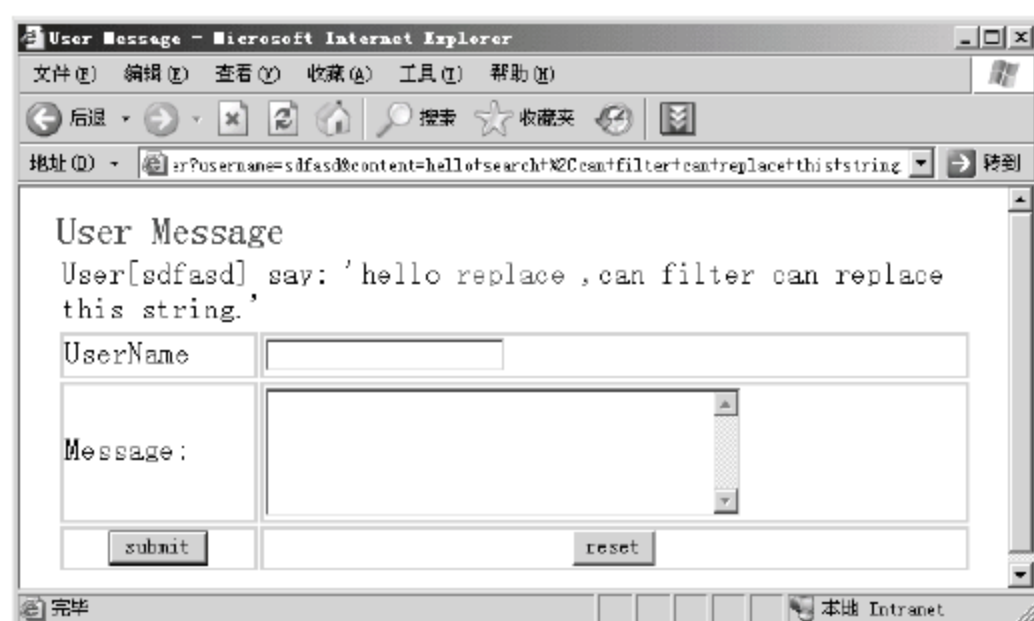 User Message - Microsoft Internet Explorer
文件(F) 编辑(E) 查看(V) 收藏(A) 工具(T) 帮助(H)
后退 搜索 收藏夹
地址(D) er?username=sdfasd&content=hello+search+%2Ccan+filter+can+replace+this+string. 转到
User Message
User[sdfasd] say: 'hello replace ,can filter can replace
this string.'
UserName
Message:
submit reset
完毕 本地 Intranet